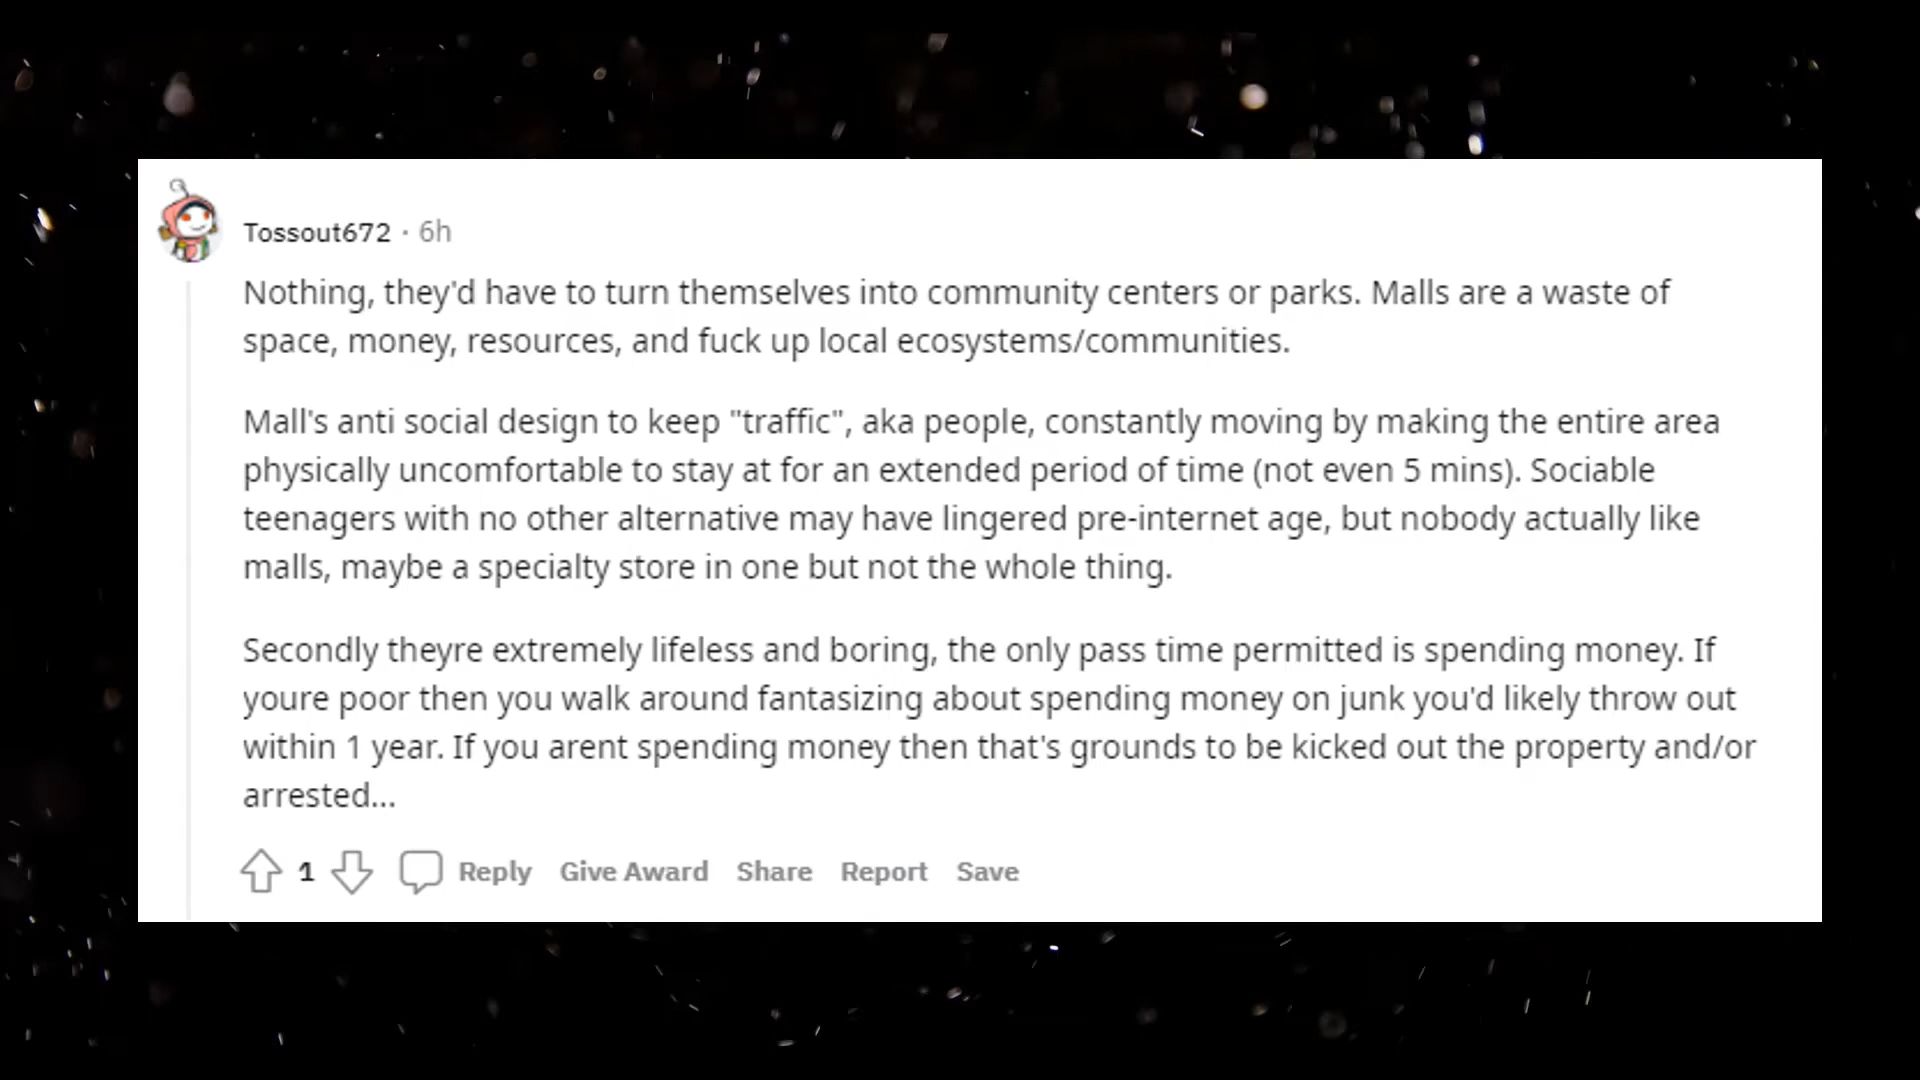 Tossout672 · 6h
Nothing, they'd have to turn themselves into community centers or parks. Malls are a waste of
space, money, resources, and fuck up local ecosystems/communities.
Mall's anti social design to keep "traffic", aka people, constantly moving by making the entire area
physically uncomfortable to stay at for an extended period of time (not even 5 mins). Sociable
teenagers with no other alternative may have lingered pre-internet age, but nobody actually like
malls, maybe a specialty store in one but not the whole thing.
Secondly theyre extremely lifeless and boring, the only pass time permitted is spending money. If
youre poor then you walk around fantasizing about spending money on junk you'd likely throw out
within 1 year. If you arent spending money then that's grounds to be kicked out the property and/or
arrested...
1 Reply Give Award Share Report Save